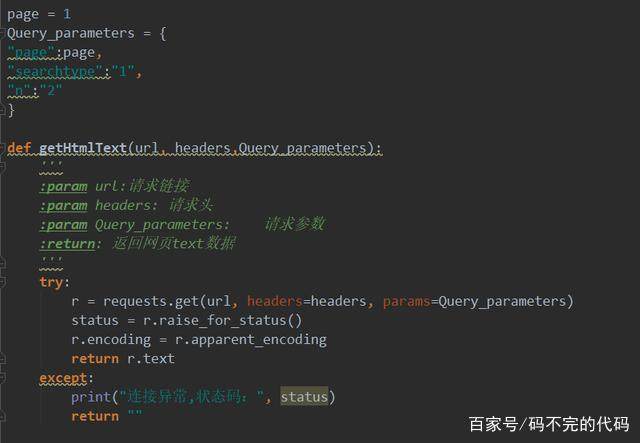 page = 1
Query_parameters = {
"page":page,
"searchtype":"1",
"n":"2"
}
def getHtmlText(url, headers,Query_parameters):
'''
:param url:请求链接
:param headers: 请求头
:param Query_parameters: 请求参数
:return: 返回网页text数据
'''
try:
r = requests.get(url, headers=headers, params=Query_parameters)
status = r.raise_for_status()
r.encoding = r.apparent_encoding
return r.text
except:
print("连接异常,状态码：", status)
return ""
百家号/码不完的代码